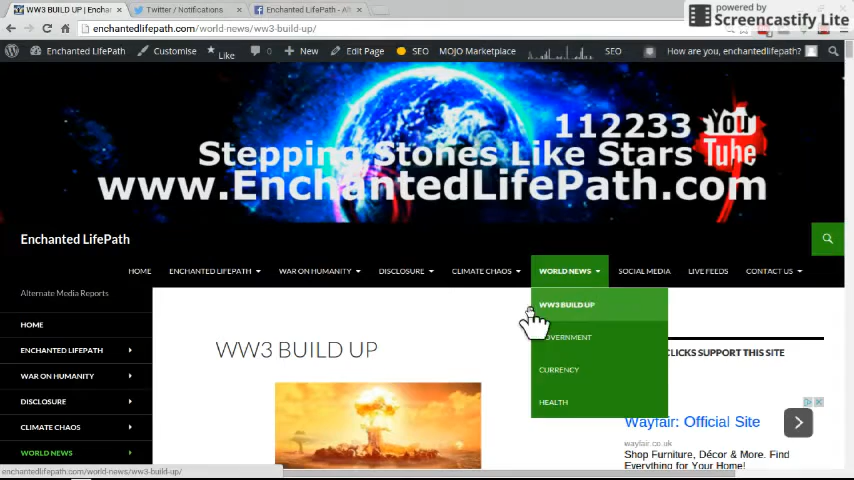 powered by
Screencastify Lite
WW3 BUILD UP | Enchan
Twitter / Notifications
Enchanted LifePath - Alt
enchantedlifepath.com/world-news/ww3-build-up/
Enchanted LifePath
Customise
Like
0
New
Edit Page
SEO
MOJO Marketplace
SEO
How are you, enchantedlifepath?
112233
You
Tube
Stepping Stones Like Stars
www.EnchantedLifePath.com
Enchanted LifePath
HOME
ENCHANTED LIFEPATH
WAR ON HUMANITY
DISCLOSURE
CLIMATE CHAOS
WORLD NEWS
SOCIAL MEDIA
LIVE FEEDS
CONTACT US
Alternate Media Reports
HOME
ENCHANTED LIFEPATH
WAR ON HUMANITY
DISCLOSURE
CLIMATE CHAOS
WORLD NEWS
WW3 BUILD UP
CURRENCY
HEALTH
WW3 BUILD UP
CLICKS SUPPORT THIS SITE
Wayfair: Official Site
wayfair.co.uk
Shop Furniture, Décor & More. Find
Everything for Your Home!
enchantedlifepath.com/world-news/ww3-build-up/